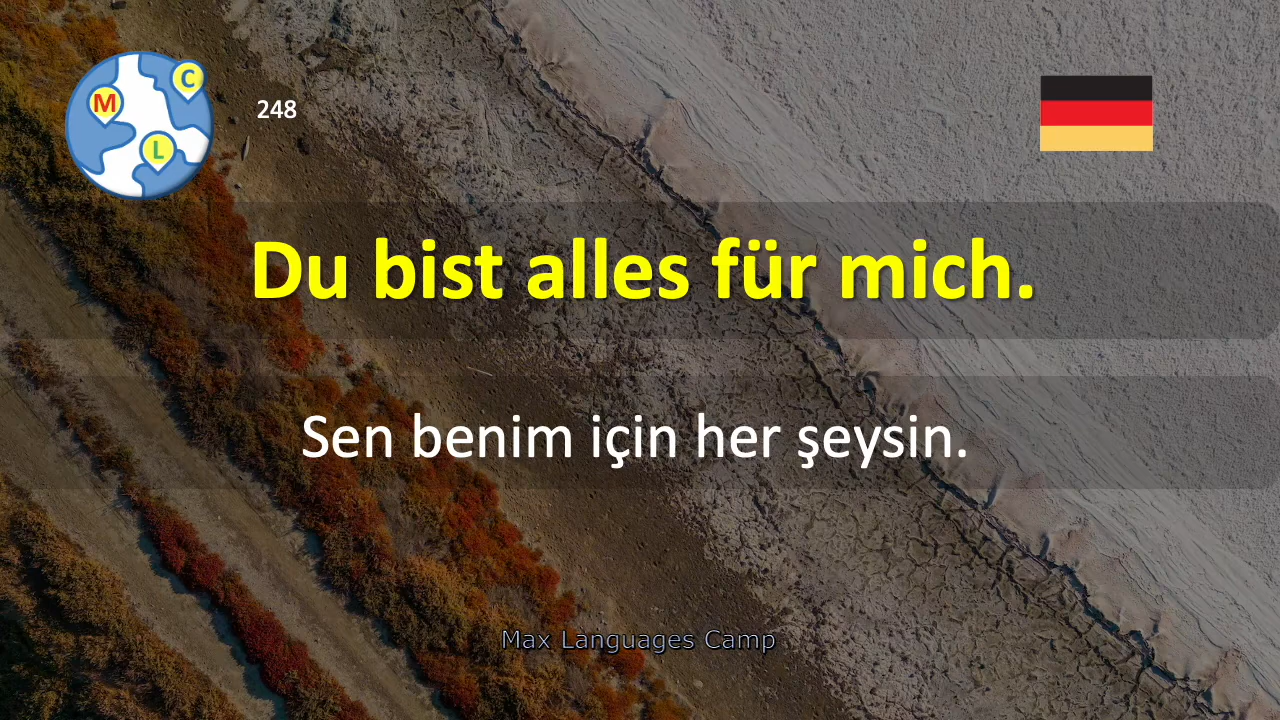 M
C
L
248
Du bist alles für mich.
Sen benim için her şeysin.
Max Languages Camp